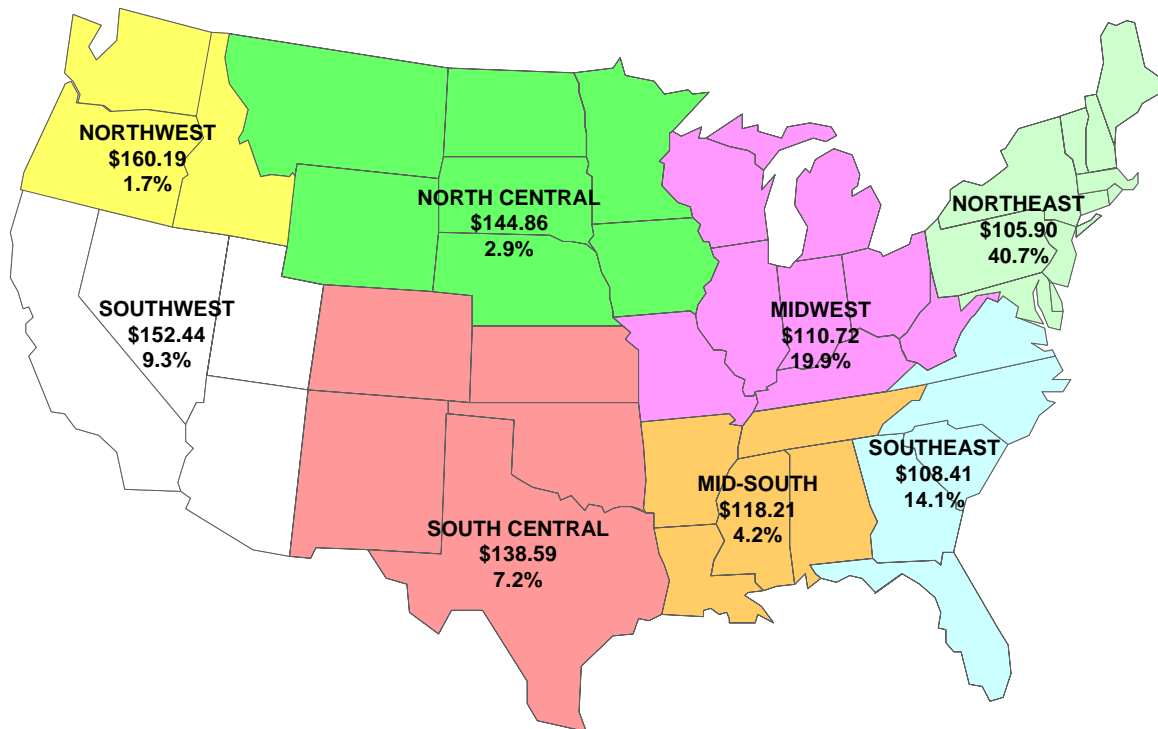 NORTHWEST
$160.19
1.7%
NORTH CENTRAL
$144.86
2.9%
NORTHEAST
$105.90
40.7%
SOUTHWEST
$152.44
9.3%
MIDWEST
$110.72
19.9%
SOUTHEAST
$108.41
14.1%
MID-SOUTH
$118.21
4.2%
SOUTH CENTRAL
$138.59
7.2%